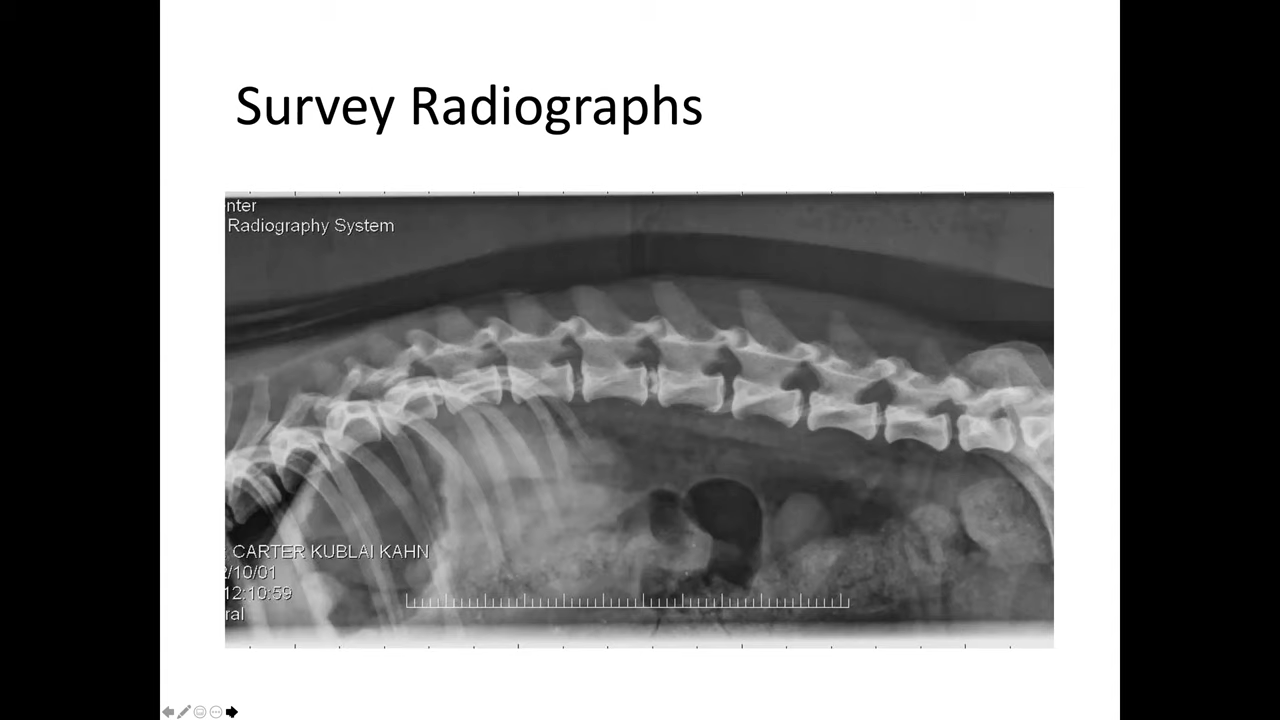 Survey Radiographs
nter
Radiography System
CARTER KUBLAI KAHN
/10/01
12:10:59
ral